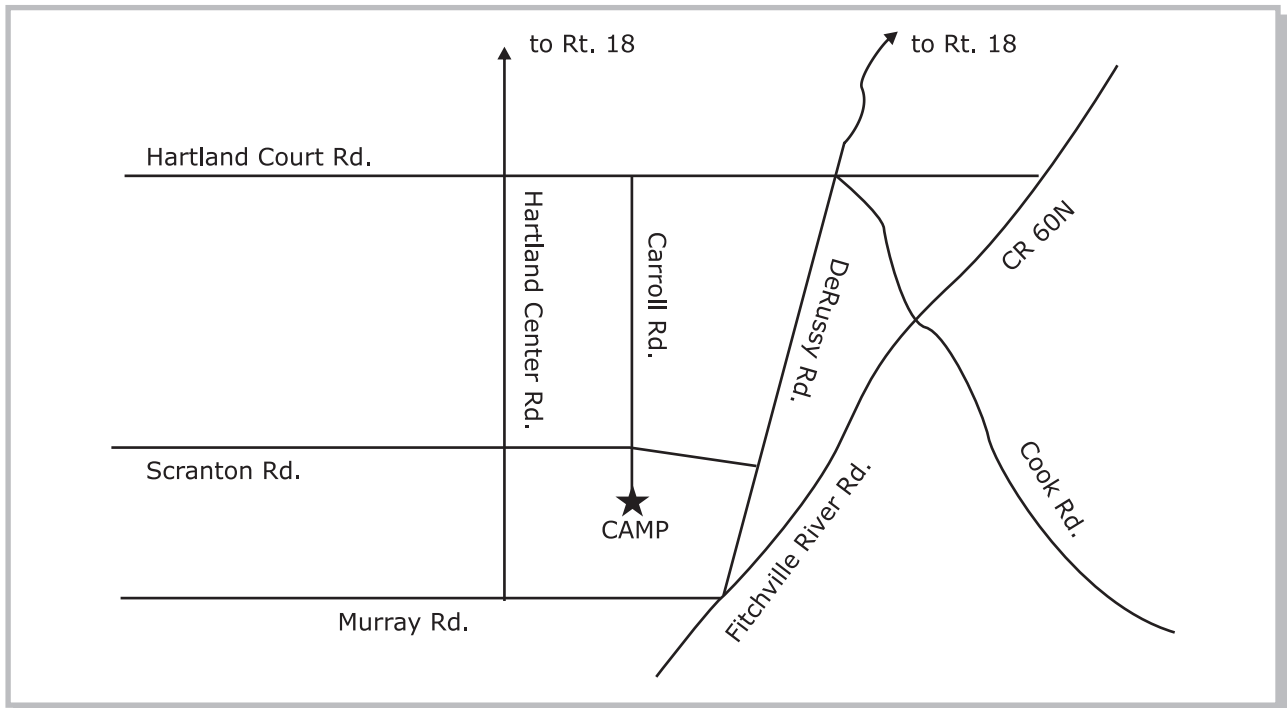 to Rt. 18
to Rt. 18
Hartland Court Rd.
Hartland Center Rd.
Carroll Rd.
DeRussy Rd.
CR 60N
Scranton Rd.
CAMP
Fitchville River Rd.
Cook Rd.
Murray Rd.